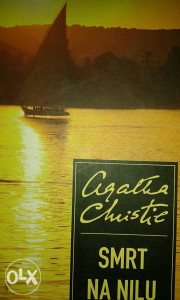 Agatha
Christie
SMRT
NA NILU
OLX